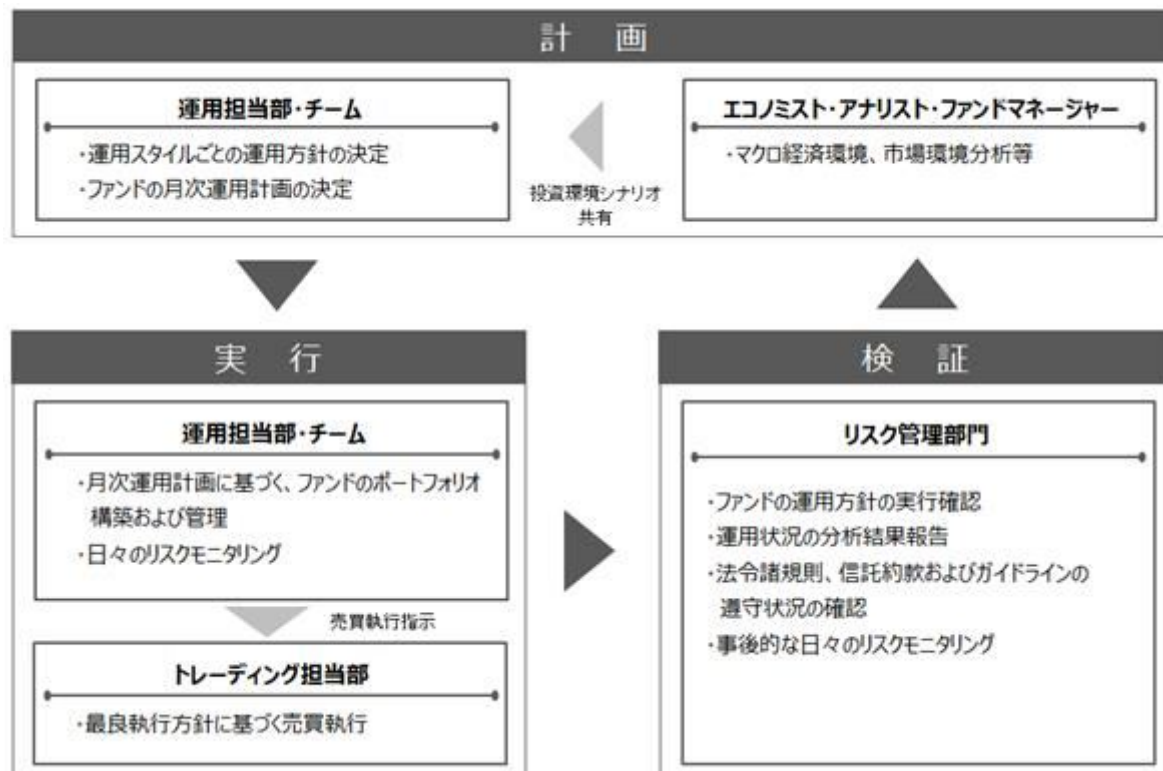 計 画
運用担当部・チーム
・運用スタイルごとの運用方針の決定
・ファンドの月次運用計画の決定
投資環境シナリオ
共有
エコノミスト・アナリスト・ファンドマネージャー
・マクロ経済環境、市場環境分析等
実 行
運用担当部・チーム
・月次運用計画に基づく、ファンドのポートフォリオ
構築および管理
・日々のリスクモニタリング
売買執行指示
トレーディング担当部
・最良執行方針に基づく売買執行
検 証
リスク管理部門
・ファンドの運用方針の実行確認
・運用状況の分析結果報告
・法令諸規則、信託約款およびガイドラインの
遵守状況の確認
・事後的な日々のリスクモニタリング